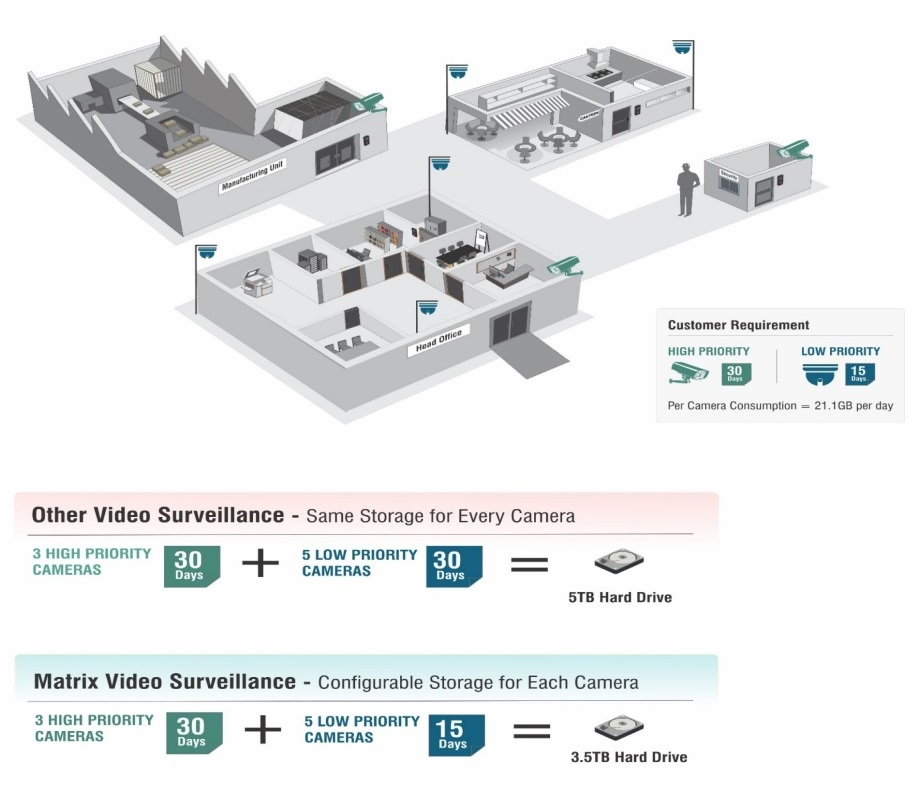 Manufacturing Unit
CANTEEN
Security
Head Office
Customer Requirement
HIGH PRIORITY
30
Days
LOW PRIORITY
15
Days
Per Camera Consumption = 21.1GB per day
Other Video Surveillance - Same Storage for Every Camera
3 HIGH PRIORITY
CAMERAS
30
Days
+
5 LOW PRIORITY
CAMERAS
30
Days
=
5TB Hard Drive
Matrix Video Surveillance - Configurable Storage for Each Camera
3 HIGH PRIORITY
CAMERAS
30
Days
+
5 LOW PRIORITY
CAMERAS
15
Days
=
3.5TB Hard Drive